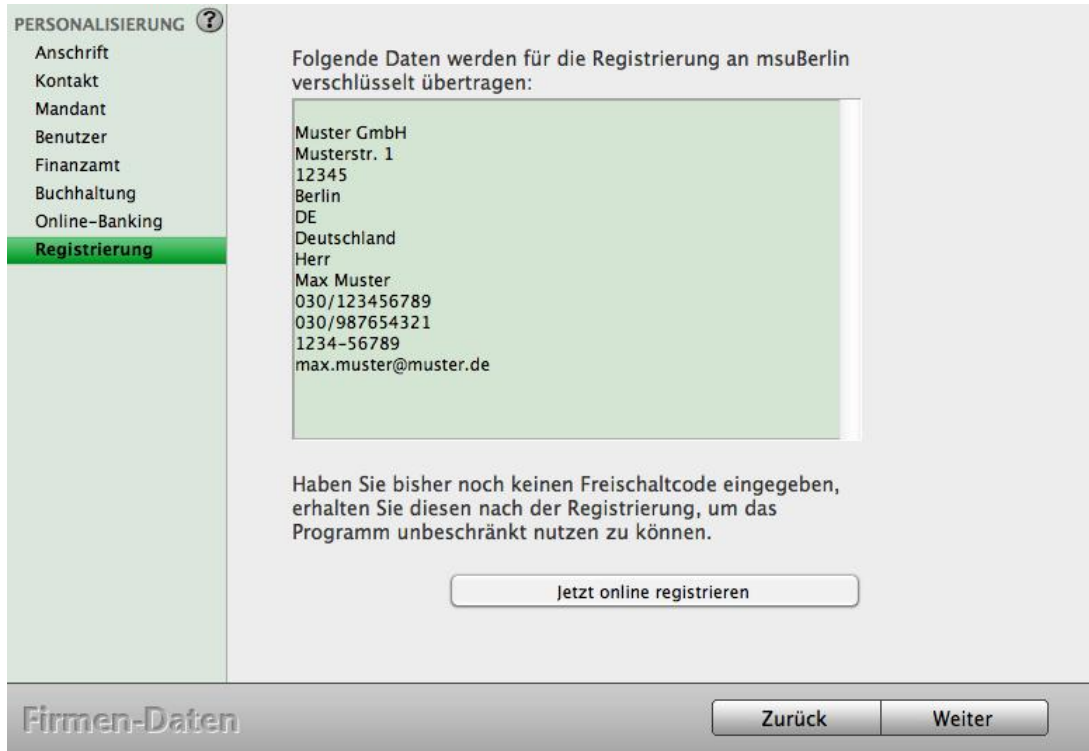 PERSONALISIERUNG ?
Anschrift
Kontakt
Mandant
Benutzer
Finanzamt
Buchhaltung
Online-Banking
Registrierung
Folgende Daten werden für die Registrierung an msuBerlin
verschlüsselt übertragen:
Muster GmbH
Musterstr. 1
12345
Berlin
DE
Deutschland
Herr
Max Muster
030/123456789
030/987654321
1234-56789
max.muster@muster.de
Haben Sie bisher noch keinen Freischaltcode eingegeben,
erhalten Sie diesen nach der Registrierung, um das
Programm unbeschränkt nutzen zu können.
Jetzt online registrieren
Firmen-Daten
Zurück
Weiter